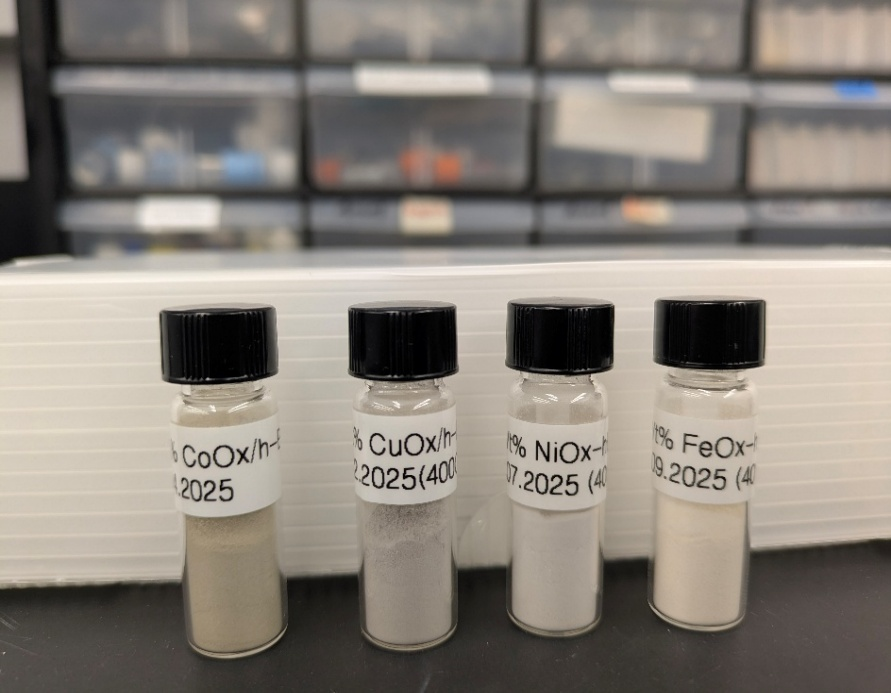 % CoOx/h-B
.2025
% CuOx/h-
2.2025(400
t% NiOx-h
07.2025 (40
t% FeOx-h
09.2025 (40